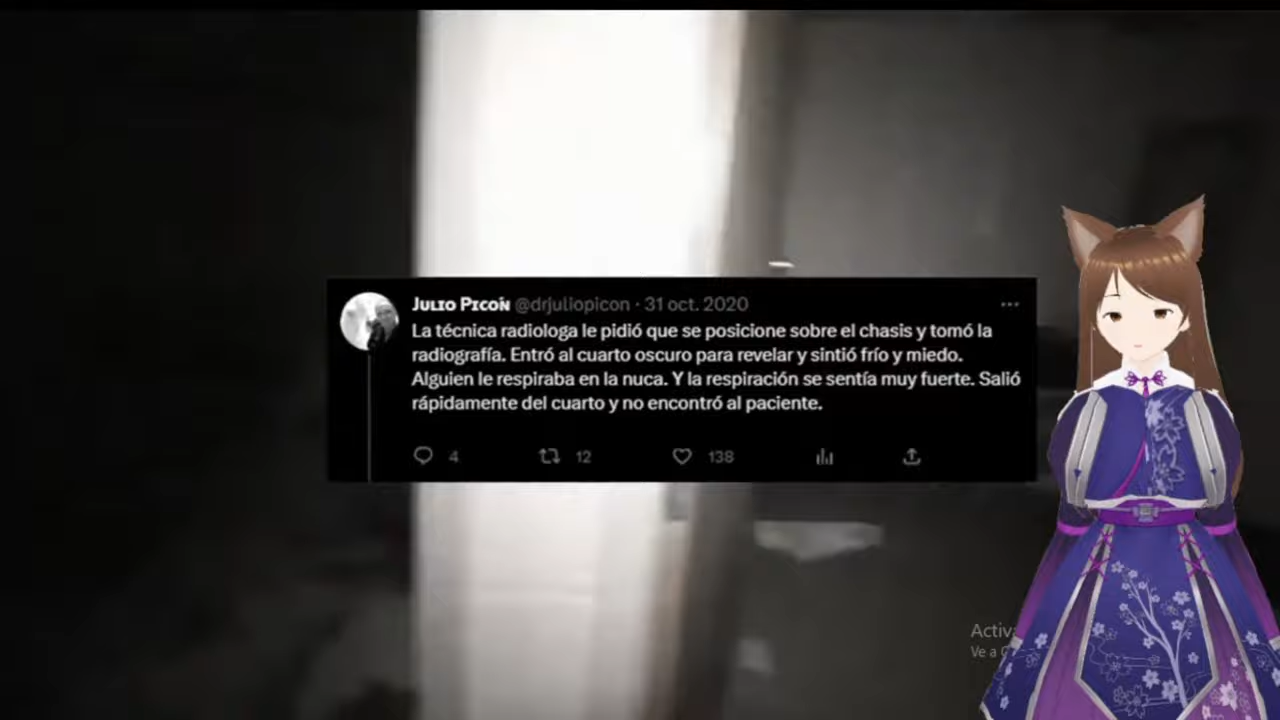 Julio Picón @drjuliopicon · 31 oct. 2020
La técnica radiologa le pidió que se posicione sobre el chasis y tomó la
radiografía. Entró al cuarto oscuro para revelar y sintió frío y miedo.
Alguien le respiraba en la nuca. Y la respiración se sentía muy fuerte. Salió
rápidamente del cuarto y no encontró al paciente.
4 12 138
Ve a